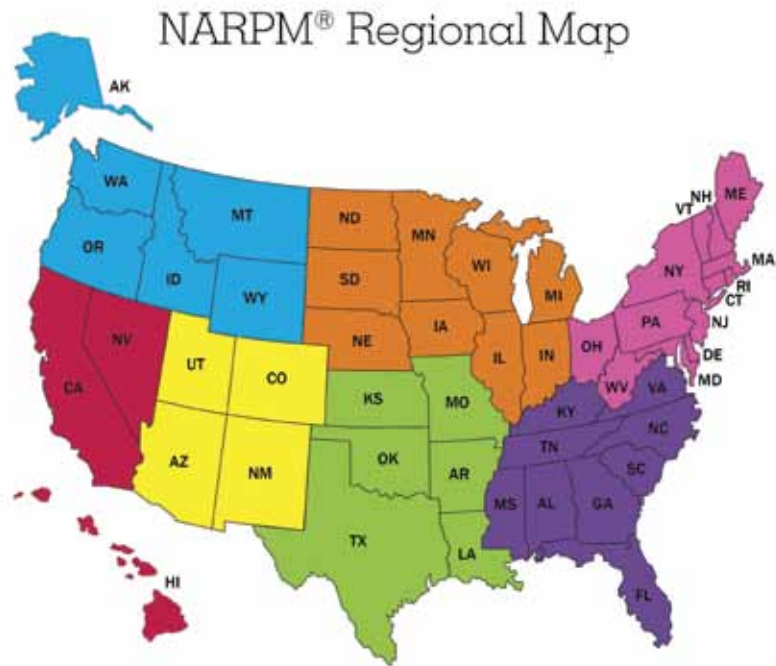 NARPM® Regional Map
AK
WA
MT
ND
MN
ME
NH
VT
OR
ID
WY
SD
WI
MI
NY
MA
RI
CT
NV
UT
CO
NE
IA
IL
IN
OH
PA
NJ
DE
MD
CA
KS
MO
WV
VA
KY
AZ
NM
OK
AR
TN
NC
SC
MS
AL
GA
TX
LA
HI
FL